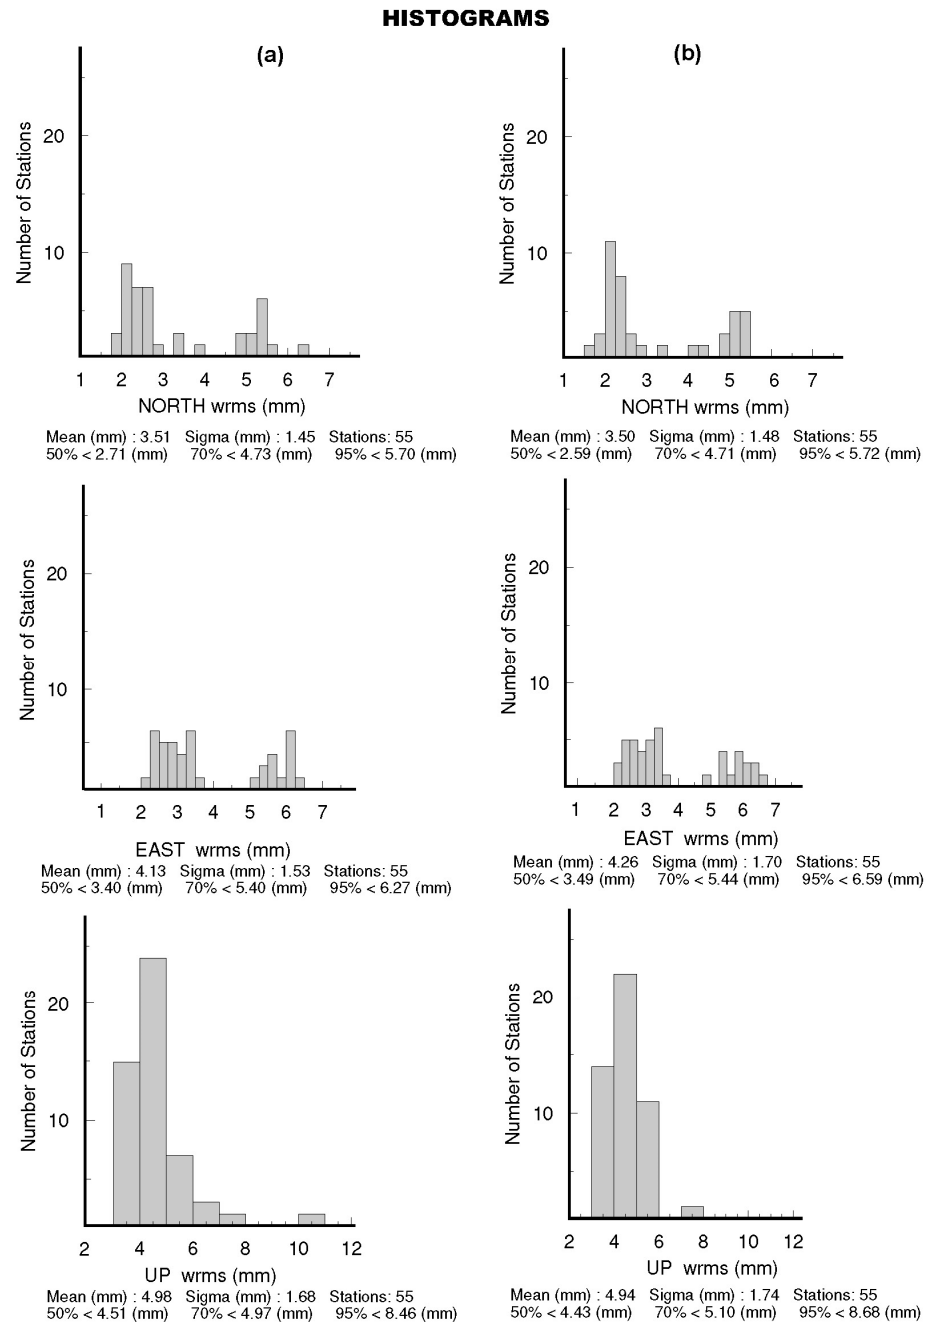 HISTOGRAMS
(a)
Number of Stations
20
10
1 2 3 4 5 6 7
NORTH wrms (mm)
Mean (mm) : 3.51 Sigma (mm) : 1.45 Stations: 55
50% < 2.71 (mm) 70% < 4.73 (mm) 95% < 5.70 (mm)
(b)
Number of Stations
20
10
1 2 3 4 5 6 7
NORTH wrms (mm)
Mean (mm) : 3.50 Sigma (mm) : 1.48 Stations: 55
50% < 2.59 (mm) 70% < 4.71 (mm) 95% < 5.72 (mm)
Number of Stations
20
10
1 2 3 4 5 6 7
EAST wrms (mm)
Mean (mm) : 4.13 Sigma (mm) : 1.53 Stations: 55
50% < 3.40 (mm) 70% < 5.40 (mm) 95% < 6.27 (mm)
Number of Stations
20
10
1 2 3 4 5 6 7
EAST wrms (mm)
Mean (mm) : 4.26 Sigma (mm) : 1.70 Stations: 55
50% < 3.49 (mm) 70% < 5.44 (mm) 95% < 6.59 (mm)
Number of Stations
20
10
2 4 6 8 10 12
UP wrms (mm)
Mean (mm) : 4.98 Sigma (mm) : 1.68 Stations: 55
50% < 4.51 (mm) 70% < 4.97 (mm) 95% < 8.46 (mm)
Number of Stations
20
10
2 4 6 8 10 12
UP wrms (mm)
Mean (mm) : 4.94 Sigma (mm) : 1.74 Stations: 55
50% < 4.43 (mm) 70% < 5.10 (mm) 95% < 8.68 (mm)